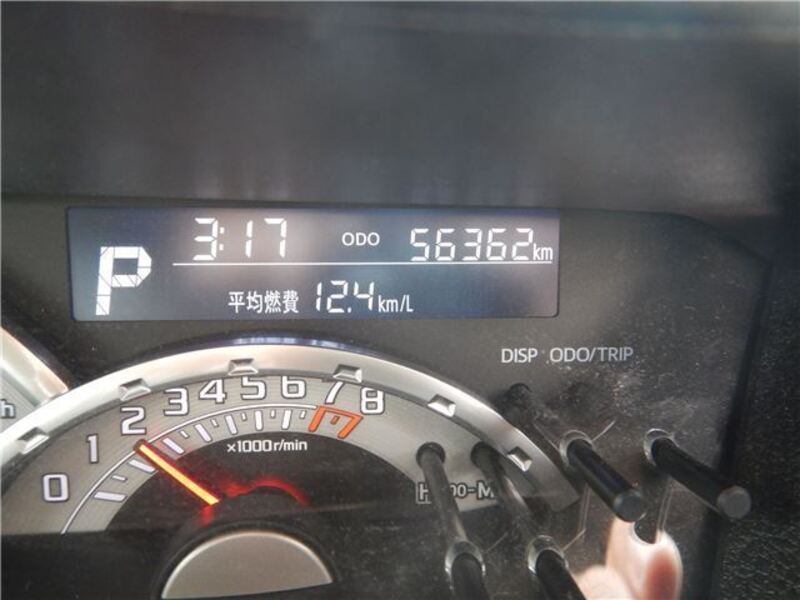 3:17 ODO 56362km
P
平均燃費 12.4km/L
DISP ODO/TRIP
0 1 2 3 4 5 6 7 8
×1000r/min